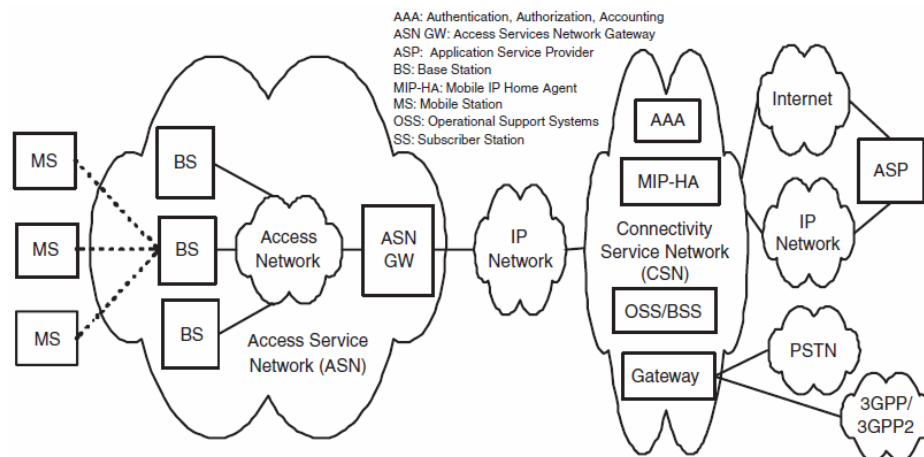 AAA: Authentication, Authorization, Accounting
ASN GW: Access Services Network Gateway
ASP: Application Service Provider
BS: Base Station
MIP-HA: Mobile IP Home Agent
MS: Mobile Station
OSS: Operational Support Systems
SS: Subscriber Station
MS
MS
MS
BS
BS
BS
Access
Network
ASN
GW
Access Service
Network (ASN)
IP
Network
AAA
MIP-HA
Connectivity
Service Network
(CSN)
OSS/BSS
Gateway
Internet
IP
Network
ASP
PSTN
3GPP/
3GPP2